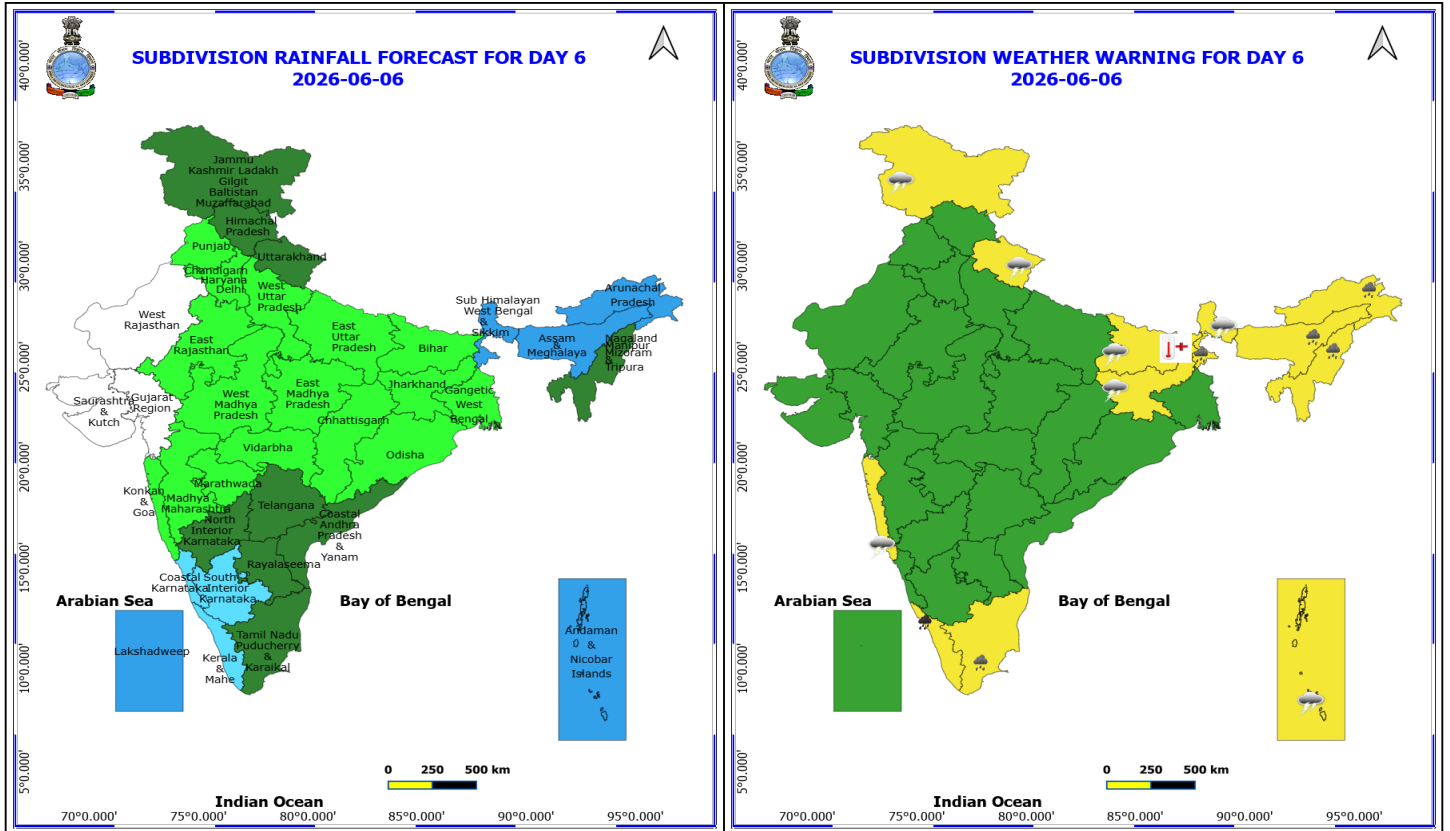 SUBDIVISION RAINFALL FORECAST FOR DAY 6
2026-06-06
40°0.000'
35°0.000'
30°0.000'
25°0.000'
20°0.000'
15°0.000'
10°0.000'
5°0.000'
Jammu
Kashmir Ladakh
Gilgit
Baltistan
Muzaffarabad
Himachal
Pradesh
Punjab
Uttarakhand
Chandigarh
Haryana
Delhi
West
Uttar
Pradesh
West
Rajasthan
East
Rajasthan
East
Uttar
Pradesh
Bihar
Sub Himalayan
West Bengal
&
Sikkim
Arunachal
Pradesh
Assam
&
Meghalaya
Nagaland
Manipur
Mizoram
&
Tripura
Saurashtra
&
Kutch
Gujarat
Region
West
Madhya
Pradesh
East
Madhya
Pradesh
Jharkhand
Gangetic
West
Bengal
Chhattisgarh
Vidarbha
Odisha
Konkan
&
Goa
Madhya
Maharashtra
Marathwada
Telangana
North
Interior
Karnataka
Coastal
Andhra
Pradesh
&
Yanam
Rayalaseema
Coastal
Karnataka
South
Interior
Karnataka
Arabian Sea
Bay of Bengal
Lakshadweep
Kerala
&
Mahe
Tamil Nadu
Puducherry
&
Karaikal
Andaman
&
Nicobar
Islands
0 250 500 km
Indian Ocean
70°0.000' 75°0.000' 80°0.000' 85°0.000' 90°0.000' 95°0.000'
SUBDIVISION WEATHER WARNING FOR DAY 6
2026-06-06
40°0.000'
35°0.000'
30°0.000'
25°0.000'
20°0.000'
15°0.000'
10°0.000'
5°0.000'
Arabian Sea
Bay of Bengal
0 250 500 km
Indian Ocean
70°0.000' 75°0.000' 80°0.000' 85°0.000' 90°0.000' 95°0.000'